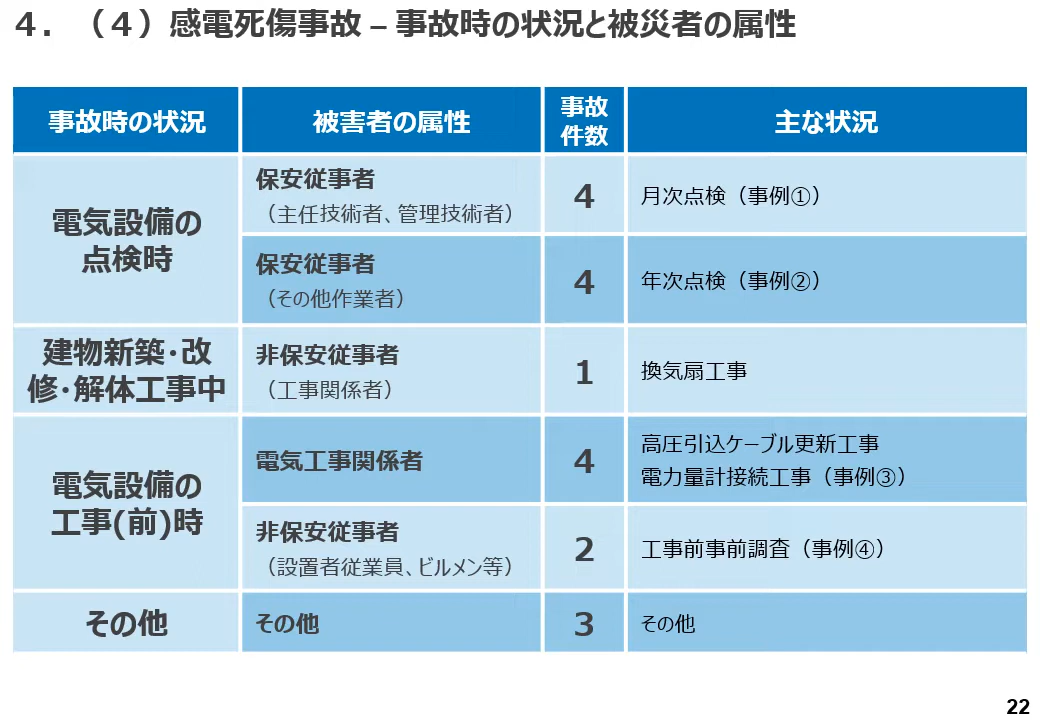 ４．（４）感電死傷事故 – 事故時の状況と被災者の属性
事故時の状況
被害者の属性
事故
件数
主な状況
電気設備の
点検時
保安従事者
（主任技術者、管理技術者）
4
月次点検（事例①）
保安従事者
（その他作業者）
4
年次点検（事例②）
建物新築･改
修･解体工事中
非保安従事者
（工事関係者）
1
換気扇工事
電気設備の
工事(前)時
電気工事関係者
4
高圧引込ケーブル更新工事
電力量計接続工事（事例③）
非保安従事者
（設置者従業員、ビルメン等）
2
工事前事前調査（事例④）
その他
その他
3
その他
22